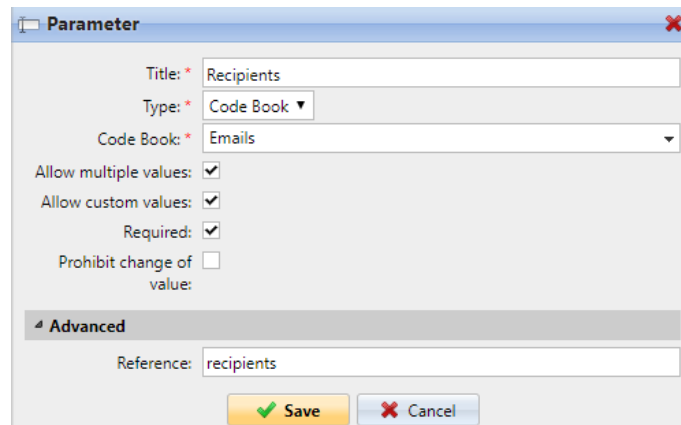 Parameter
Title: * Recipients
Type: * Code Book
Code Book: * Emails
Allow multiple values:
Allow custom values:
Required:
Prohibit change of
value:
Advanced
Reference: recipients
Save Cancel